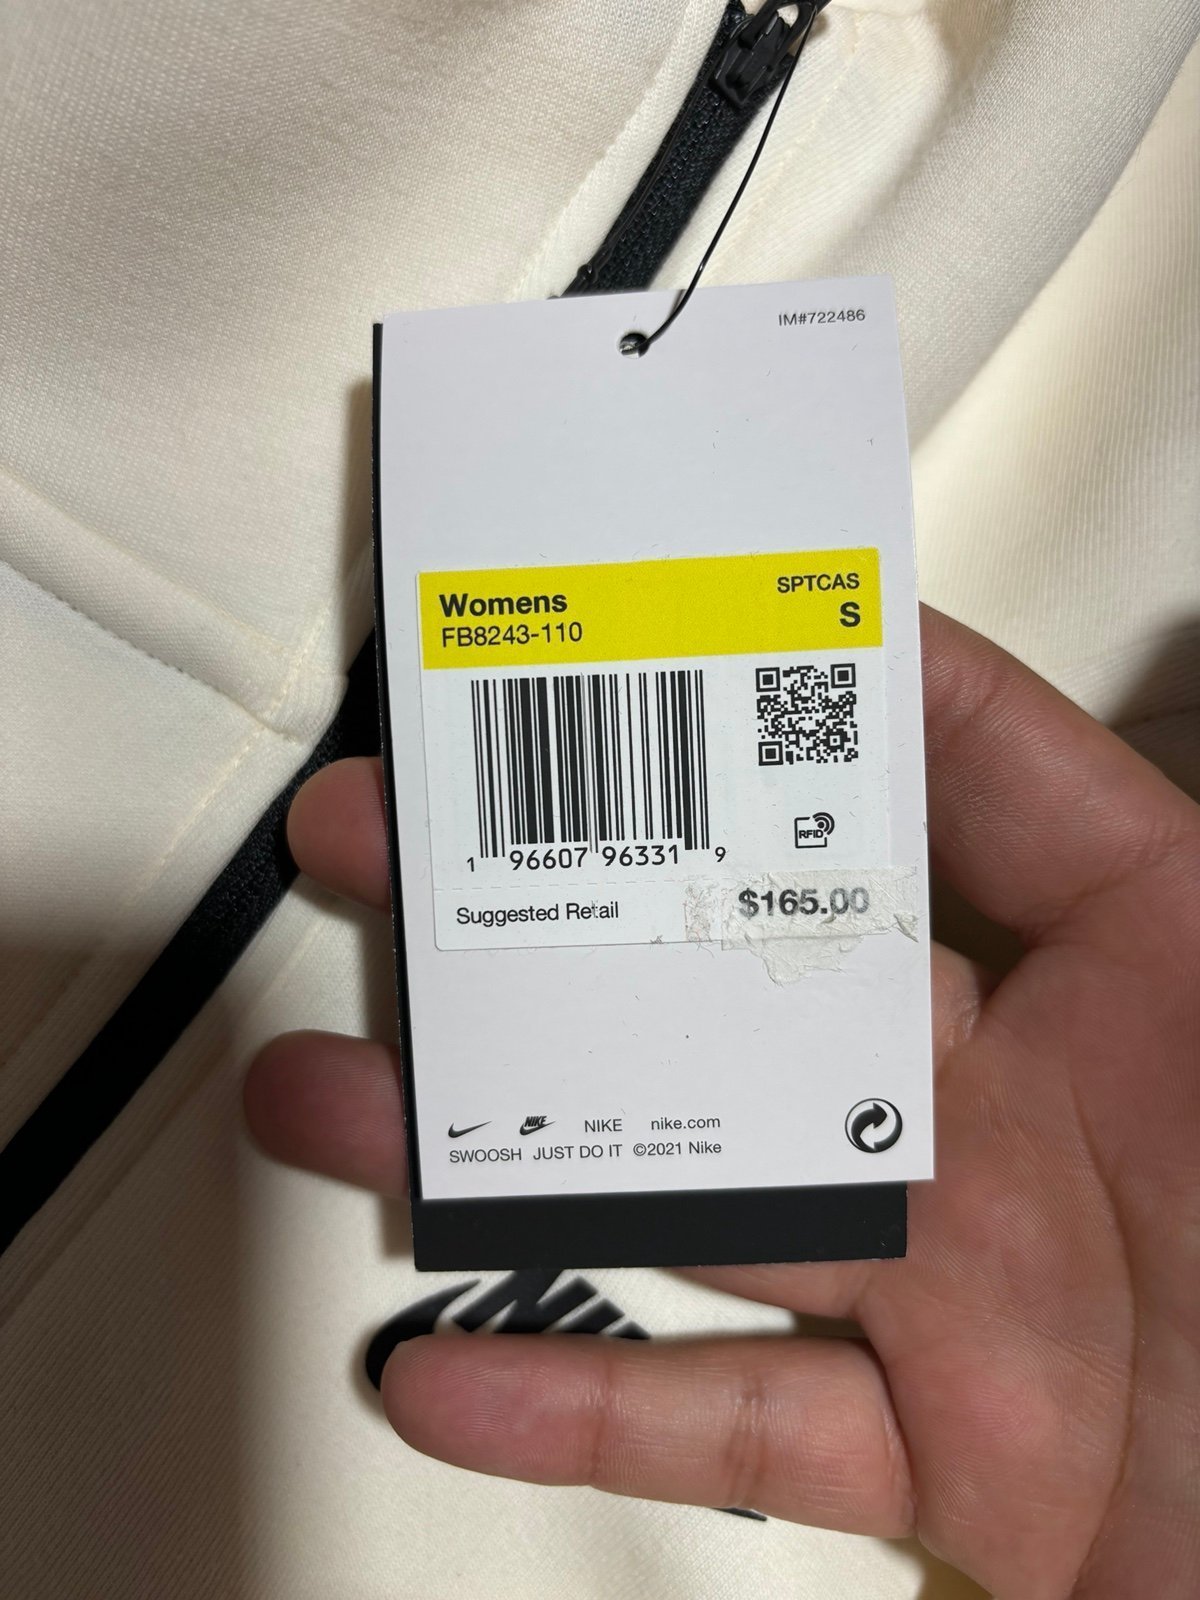 IM#722486
Womens
SPTCAS
FB8243-110
S
1 96607 96331 9
RFID
Suggested Retail
$165.00
NIKE NIKE nike.com
SWOOSH JUST DO IT ©2021 Nike